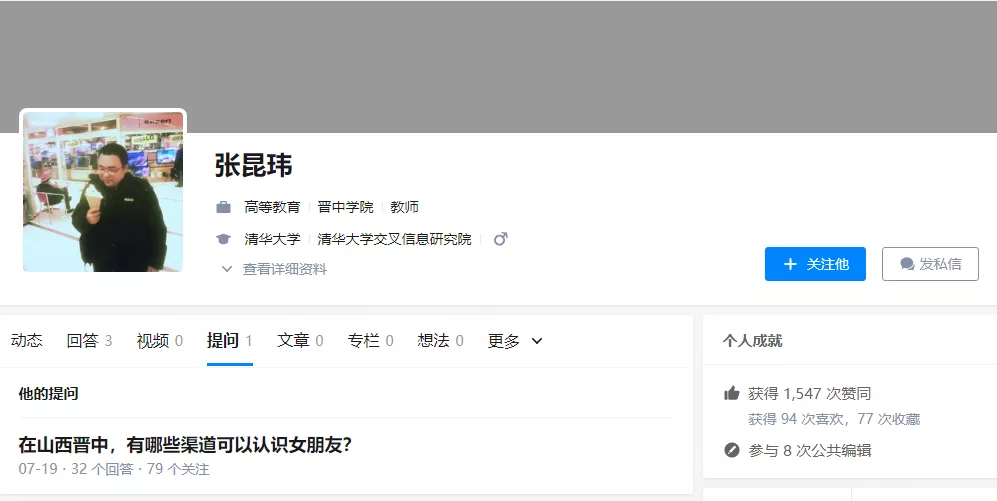 张昆玮
高等教育 晋中学院 教师
清华大学 清华大学交叉信息研究院
查看详细资料
关注他 发私信
动态 回答 3 视频 0 提问 1 文章 0 专栏 0 想法 0 更多
他的提问
在山西晋中，有哪些渠道可以认识女朋友？
07-19 · 32 个回答 · 79 个关注
个人成就
获得 1,547 次赞同
获得 94 次喜欢，77 次收藏
参与 8 次公共编辑